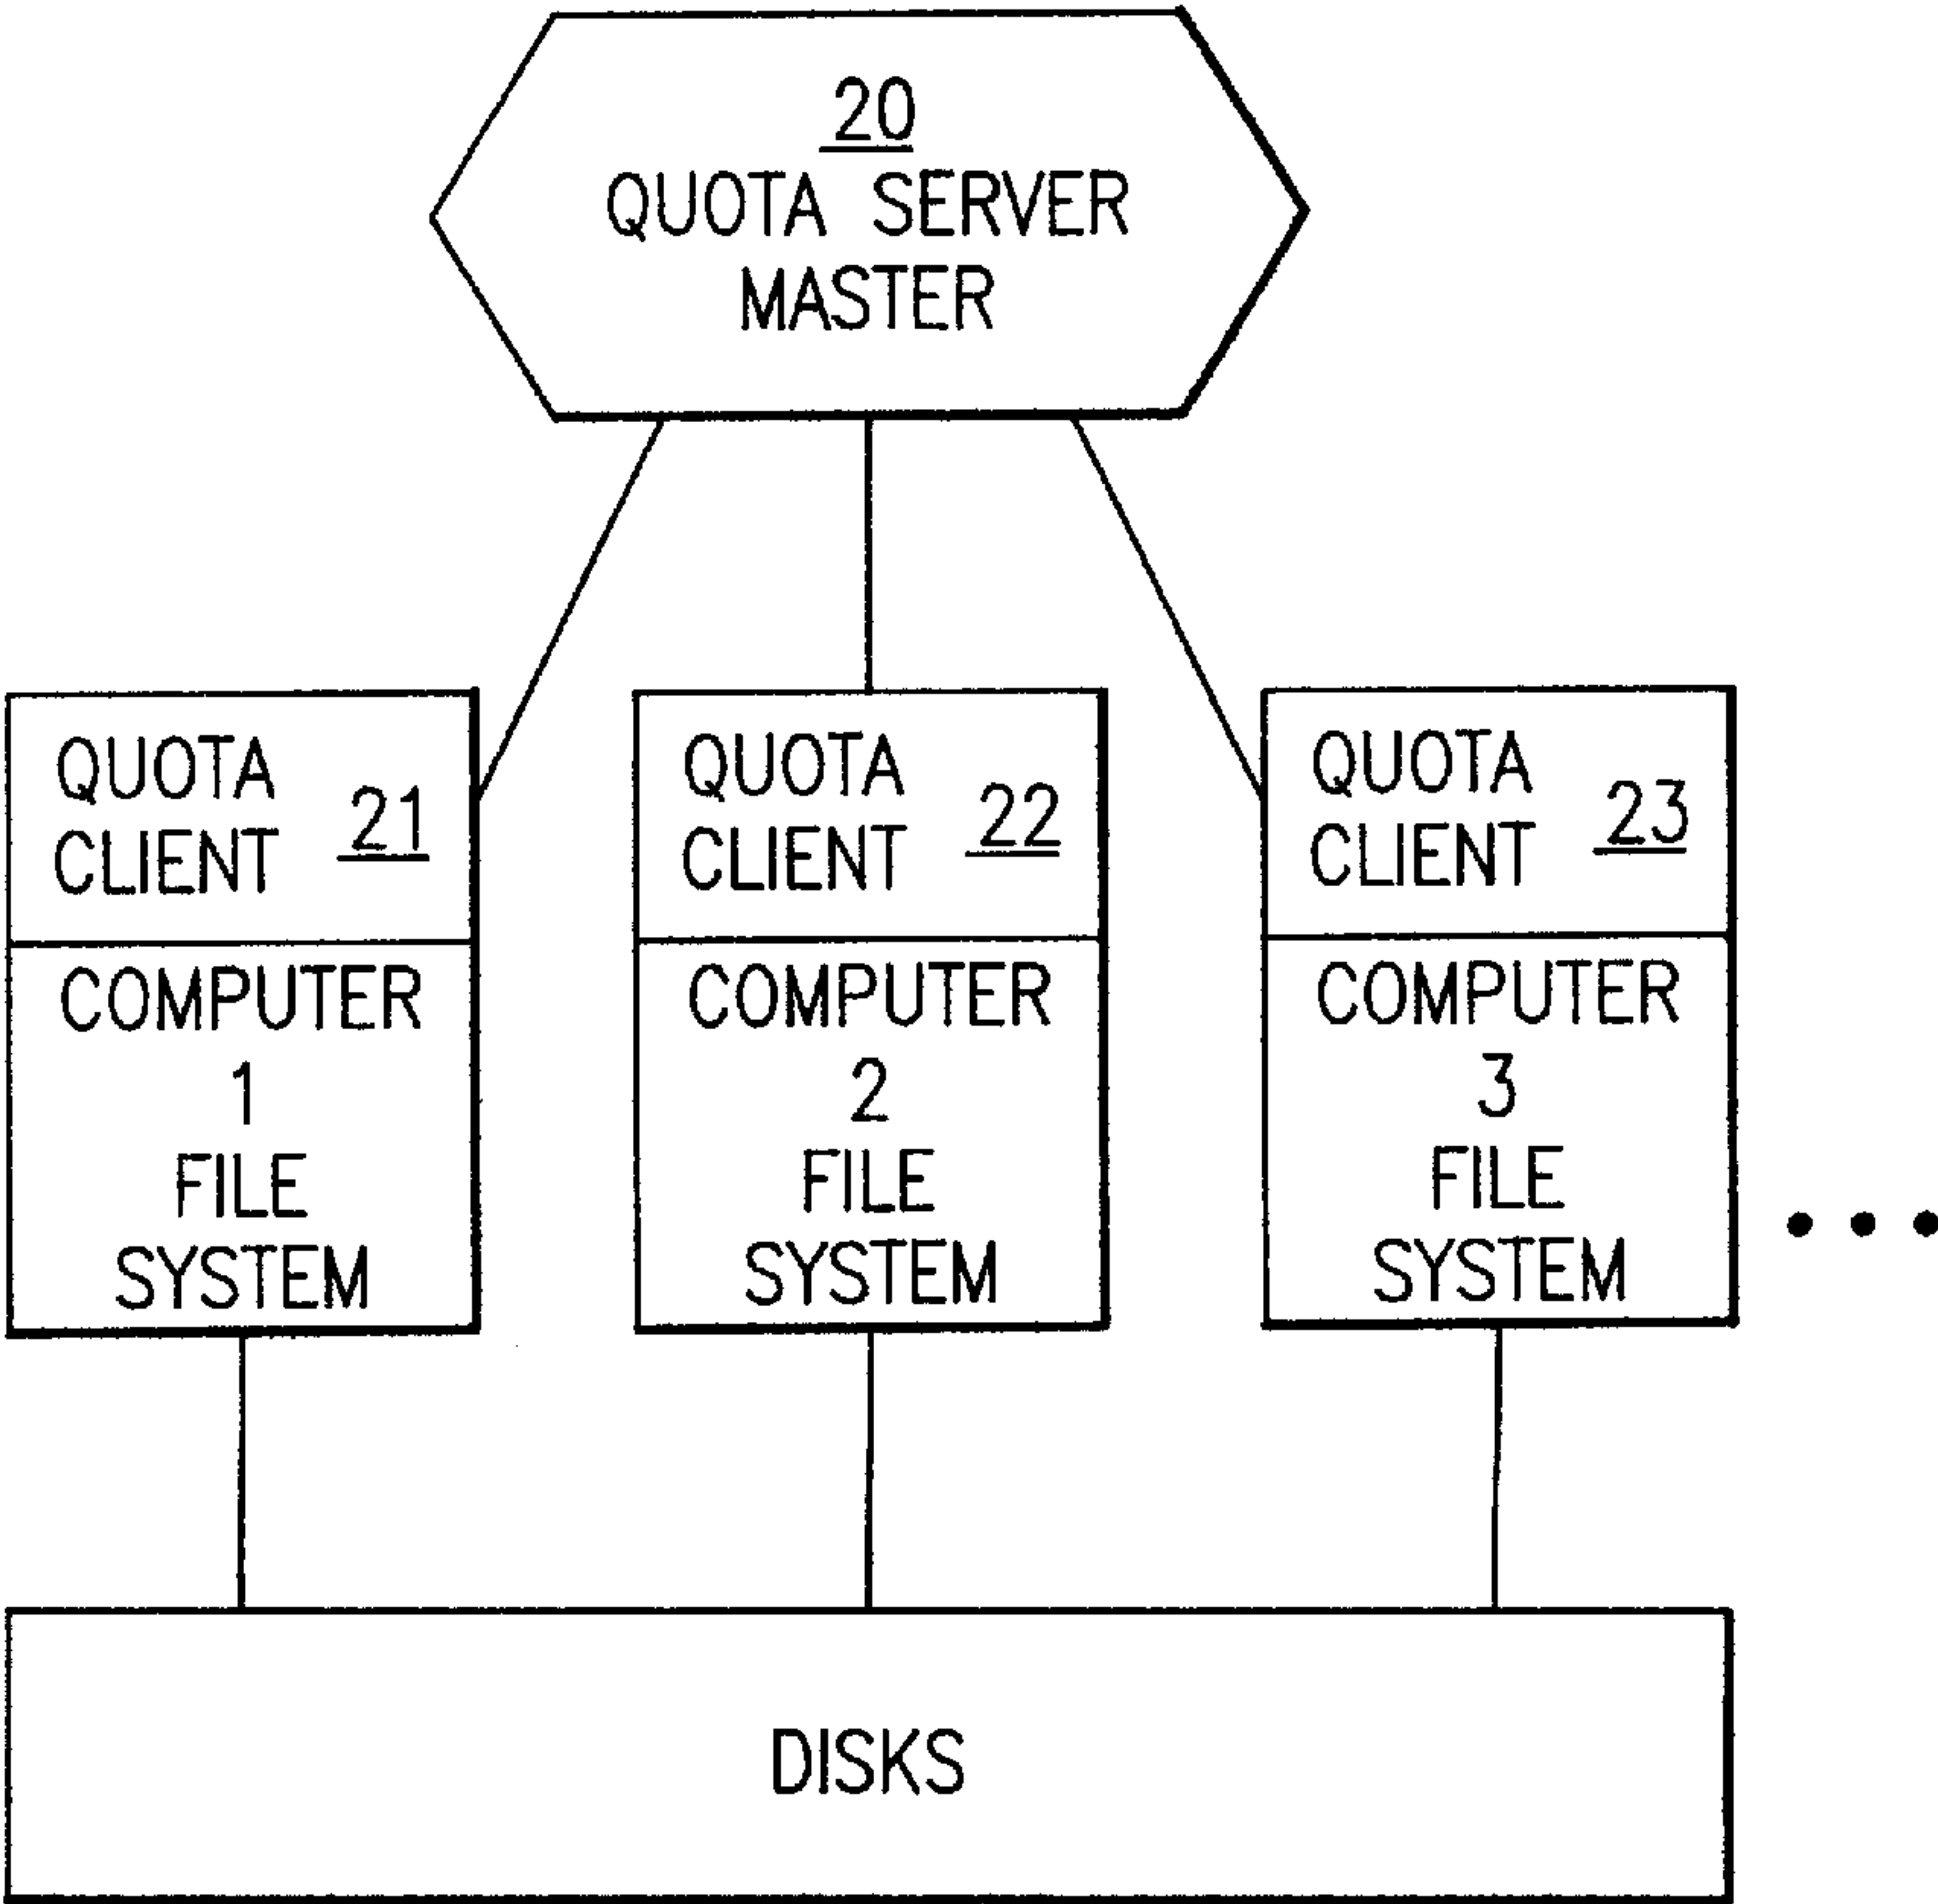 20
QUOTA SERVER
MASTER
QUOTA
CLIENT 21
COMPUTER
1
FILE
SYSTEM
QUOTA
CLIENT 22
COMPUTER
2
FILE
SYSTEM
QUOTA
CLIENT 23
COMPUTER
3
FILE
SYSTEM
DISKS